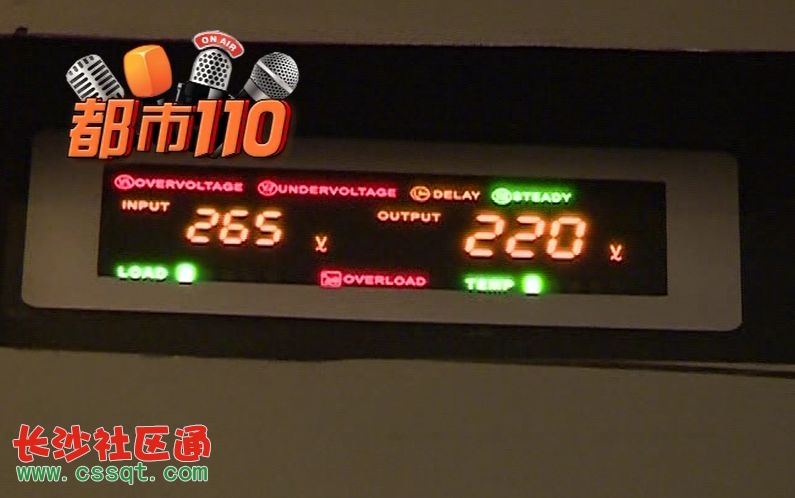 ON AIR
都市110
OVERVOLTAGE UNDERVOLTAGE DELAY STEADY
INPUT 265 V OUTPUT 220 V
LOAD OVERLOAD TEMP
长沙社区通
www.cssqt.com